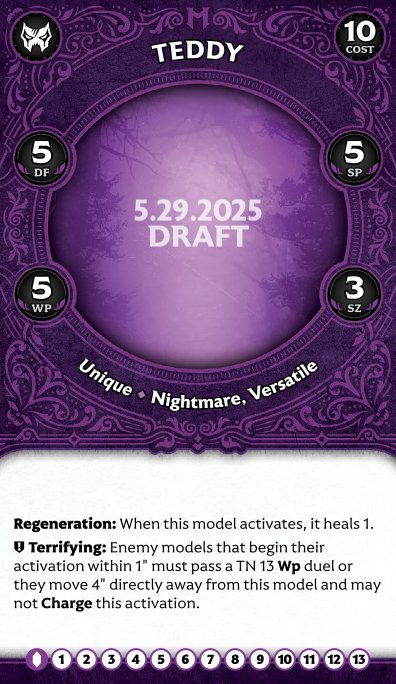 TEDDY
10
COST
5
DF
5
SP
5.29.2025
DRAFT
5
WP
3
SZ
Unique ♦ Nightmare, Versatile
Regeneration: When this model activates, it heals 1.
Terrifying: Enemy models that begin their
activation within 1" must pass a TN 13 Wp duel or
they move 4" directly away from this model and may
not Charge this activation.
1 2 3 4 5 6 7 8 9 10 11 12 13